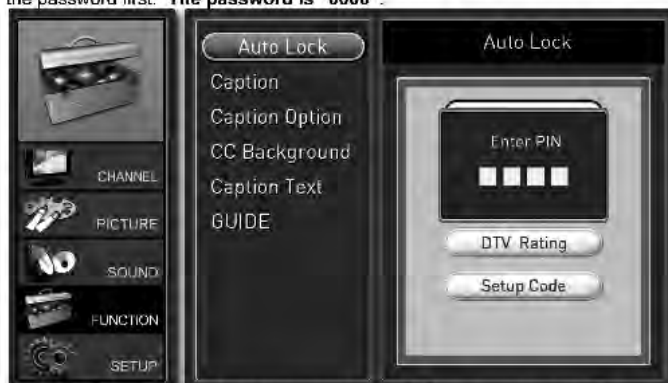 the password first. "The password is "0000".
CHANNEL
PICTURE
SOUND
FUNCTION
SETUP
Auto Lock
Caption
Caption Option
CC Background
Caption Text
GUIDE
Auto Lock
Enter PIN
DTV Rating
Setup Code